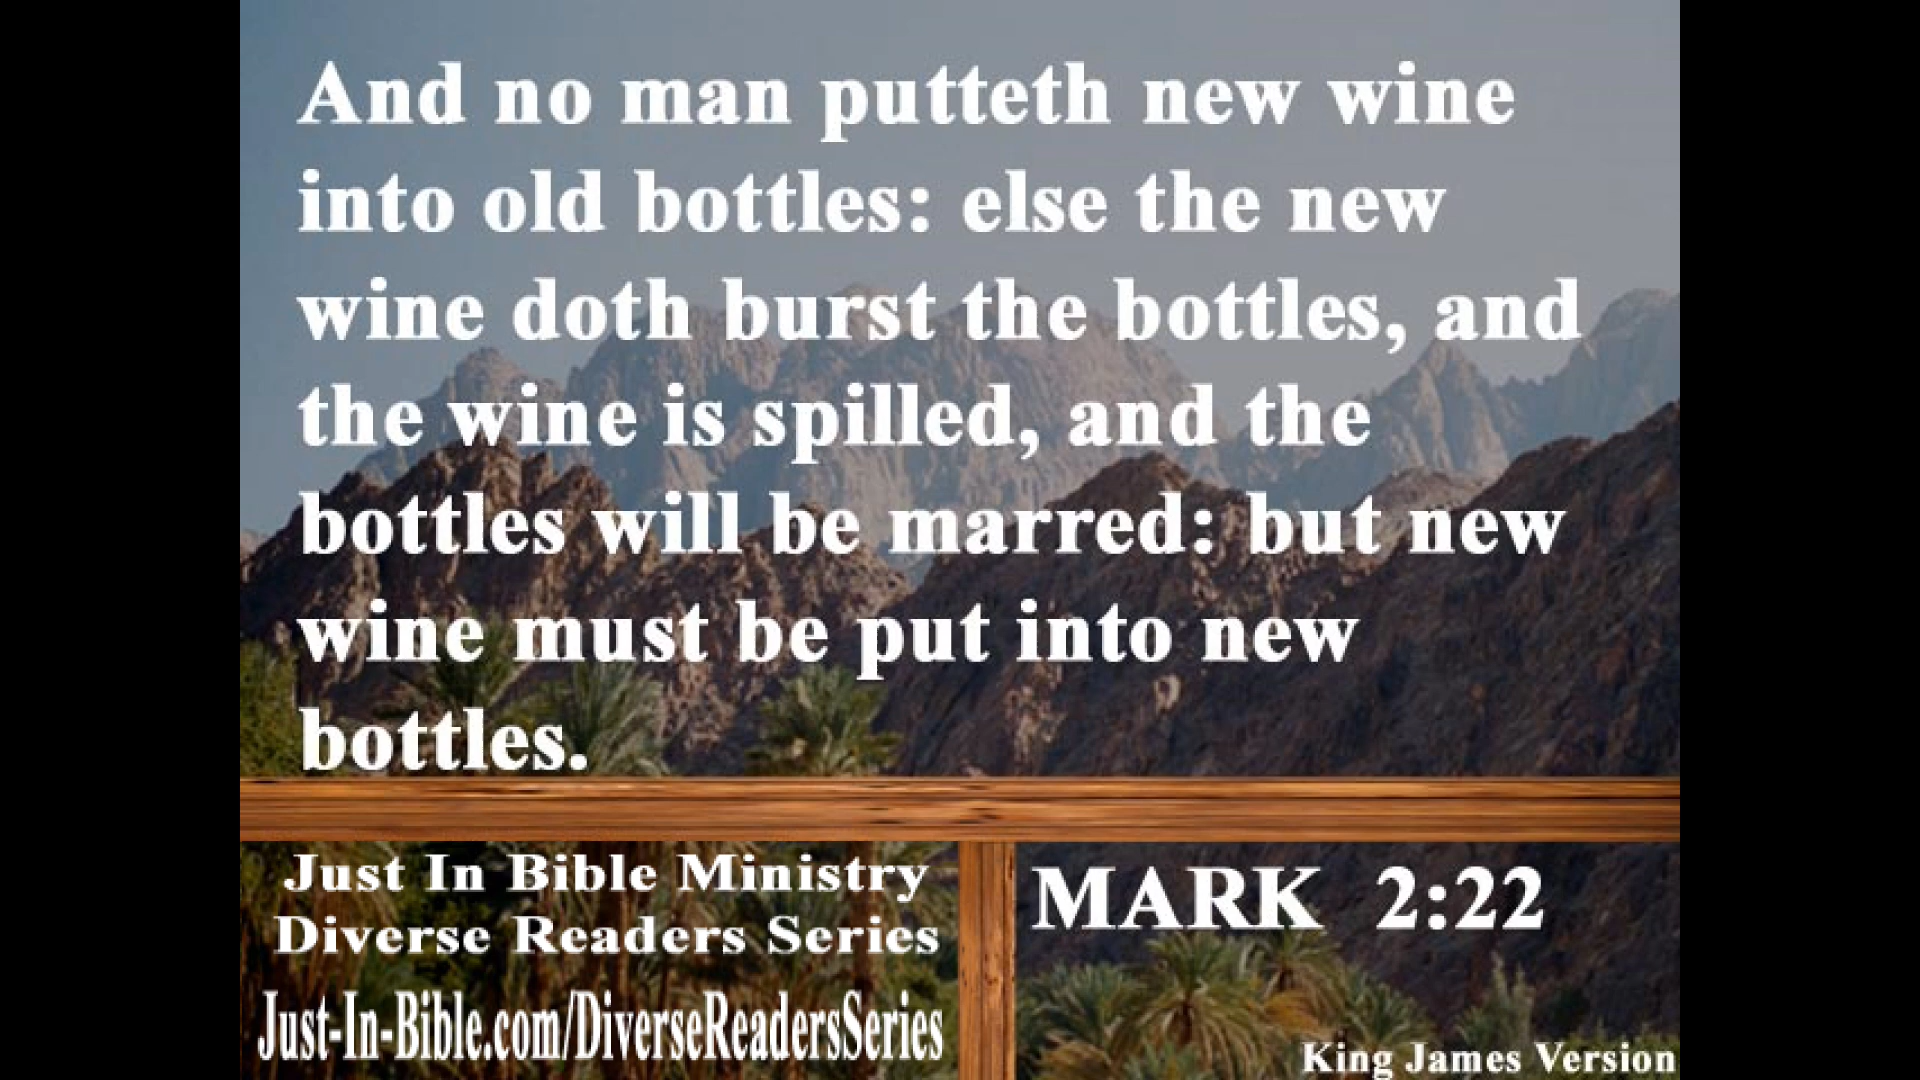 And no man putteth new wine
into old bottles: else the new
wine doth burst the bottles, and
the wine is spilled, and the
bottles will be marred: but new
wine must be put into new
bottles.
Just In Bible Ministry
Diverse Readers Series
Just-In-Bible.com/DiverseReadersSeries
MARK 2:22
King James Version